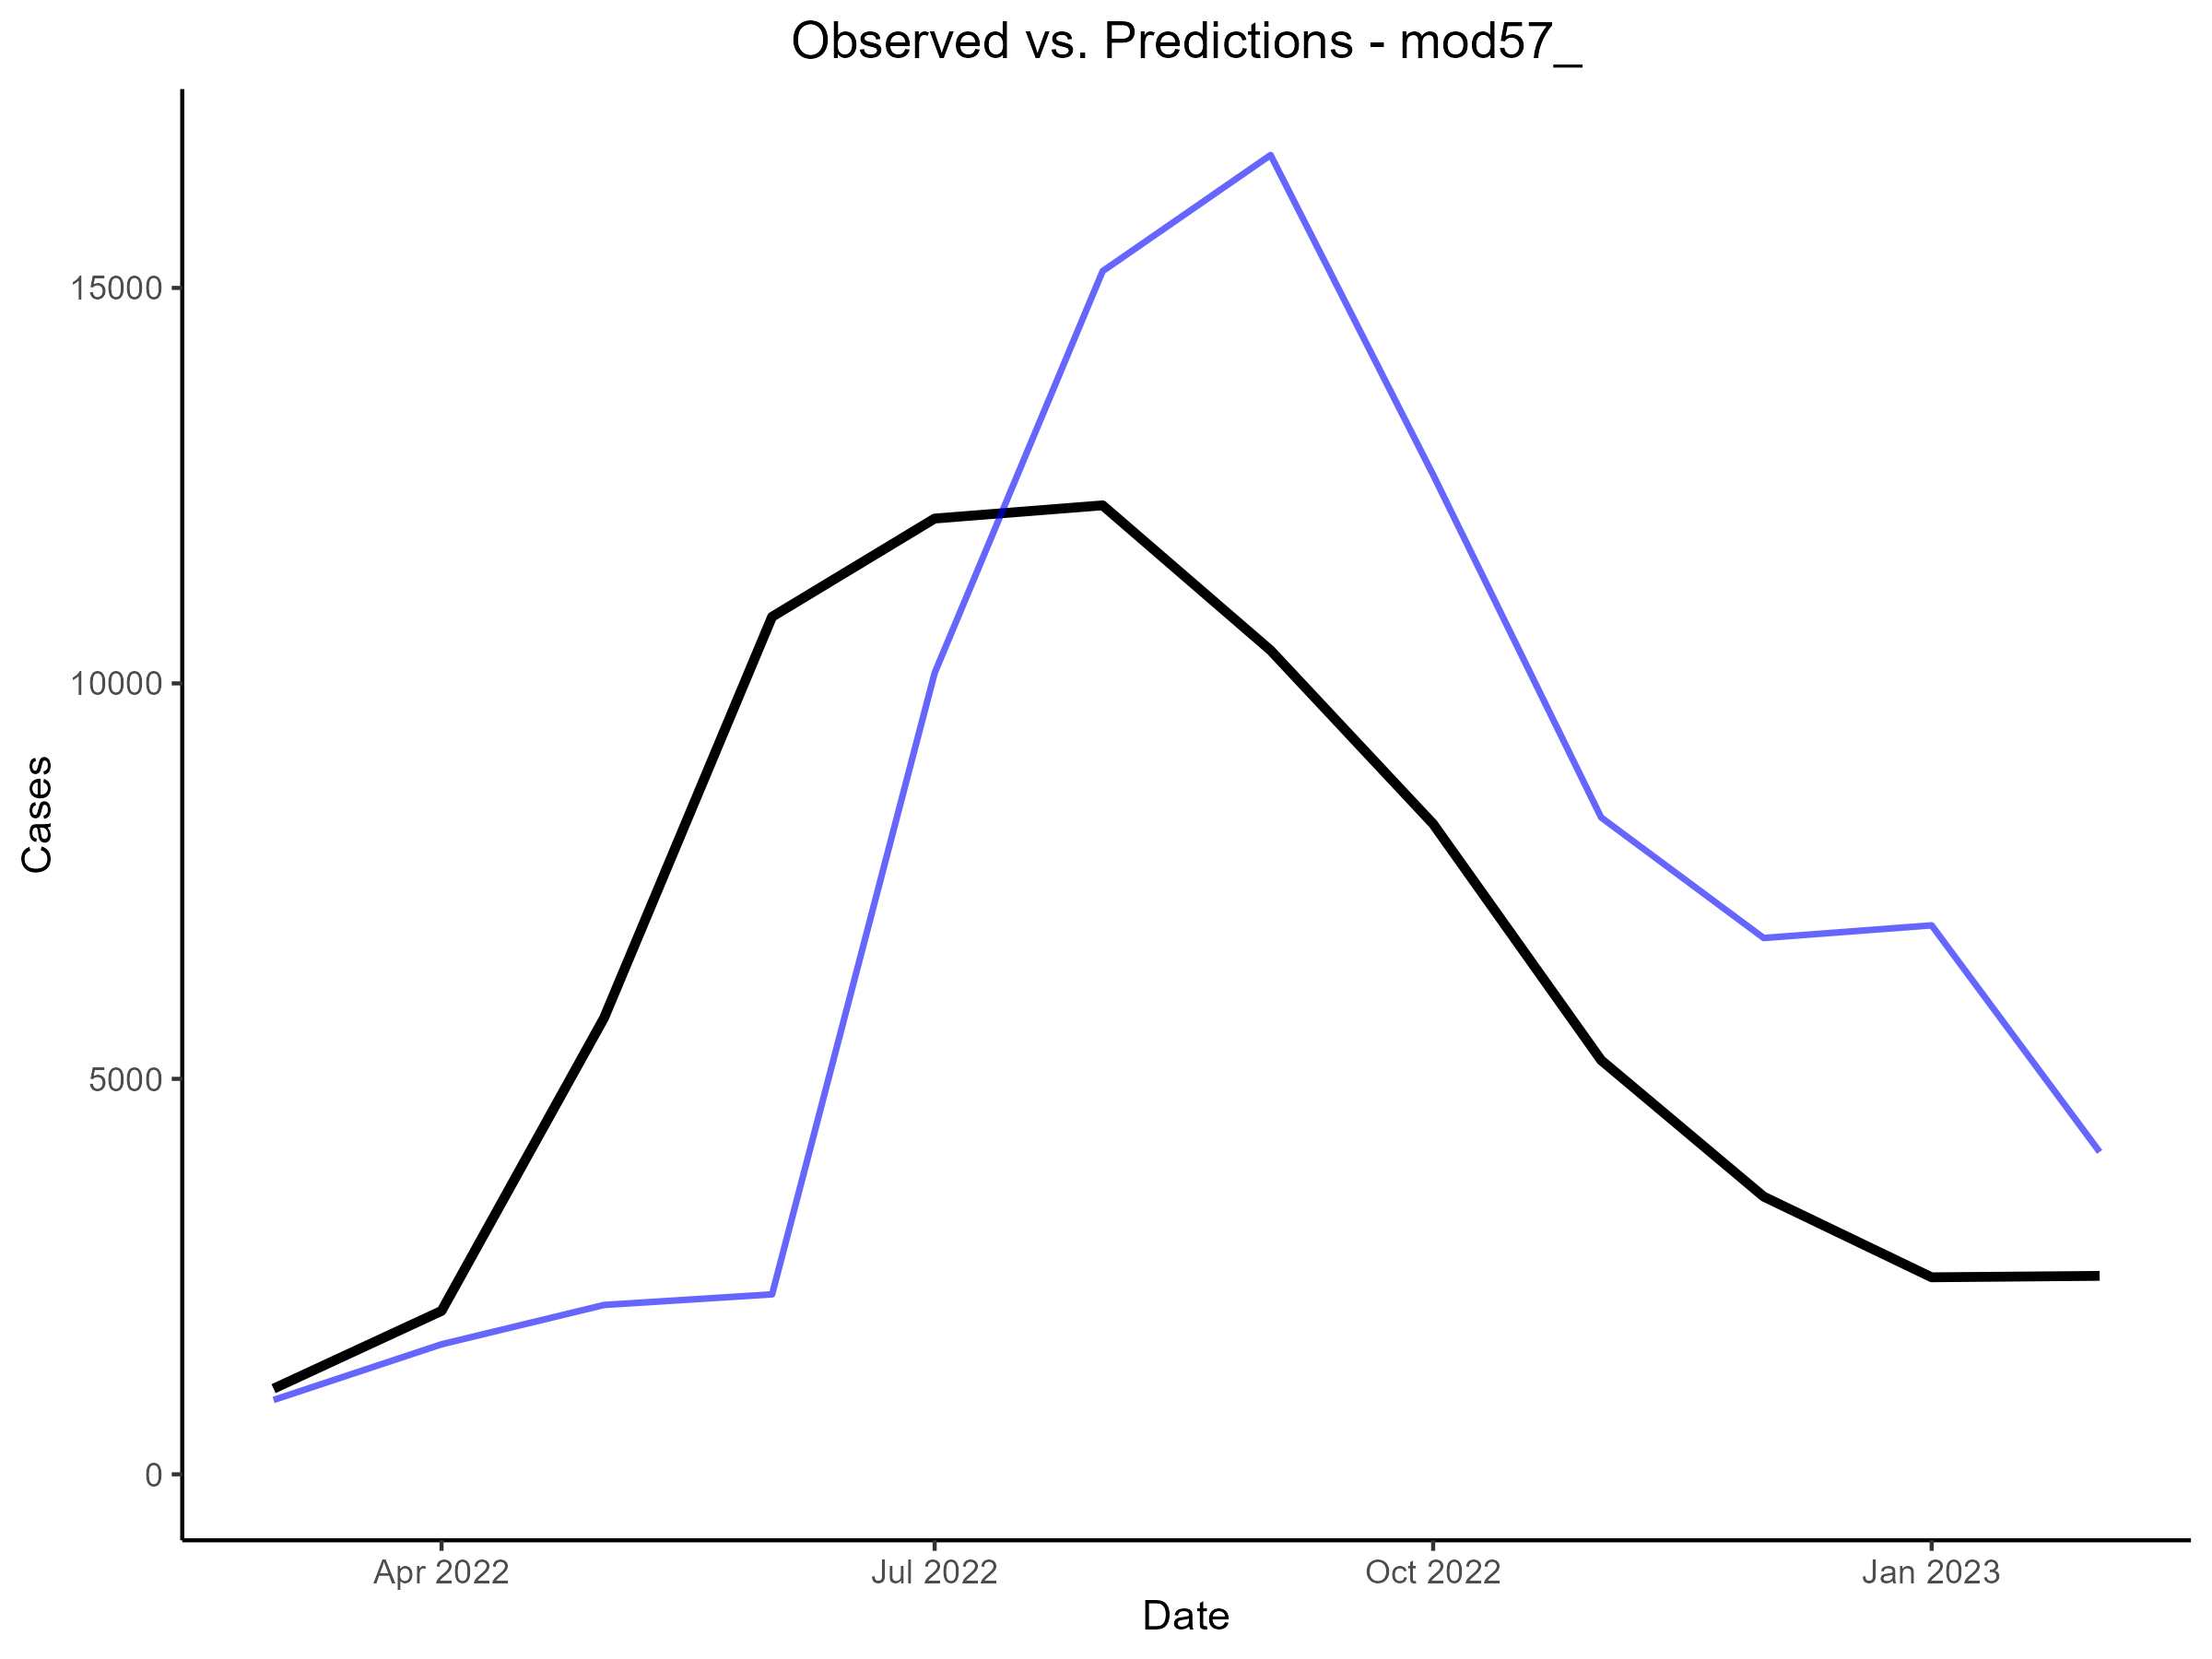 Observed vs. Predictions - mod57_
15000
10000
5000
0
Cases
Apr 2022
Jul 2022
Oct 2022
Jan 2023
Date